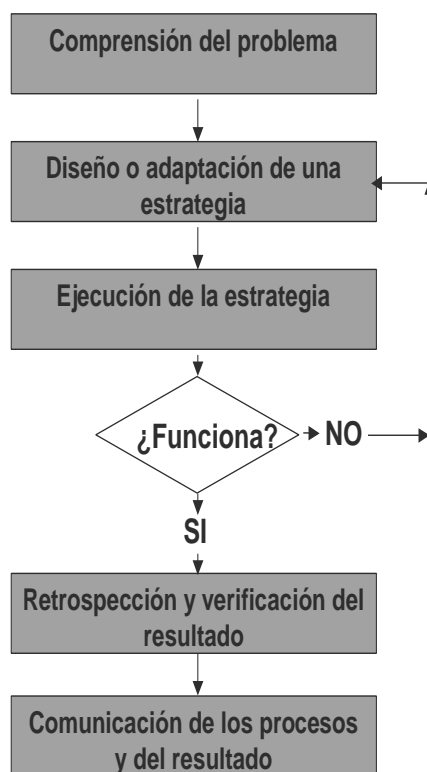 Comprensión del problema
Diseño o adaptación de una
estrategia
Ejecución de la estrategia
¿Funciona?
NO
SI
Retrospección y verificación del
resultado
Comunicación de los procesos
y del resultado